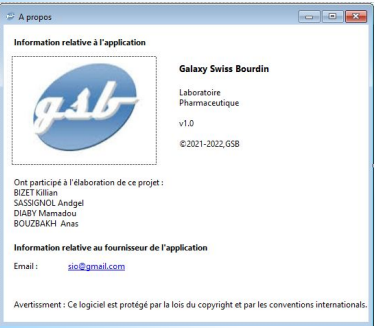 A propos
Information relative à l'application
gsb
Galaxy Swiss Bourdin
Laboratoire
Pharmaceutique
v1.0
©2021-2022,GSB
Ont participé à l'élaboration de ce projet :
BIZET Killian
SASSIGNOL Andgel
DIABY Mamadou
BOUZBAKH Anas
Information relative au fournisseur de l'application
Email : sio@gmail.com
Avertissment : Ce logiciel est protégé par la lois du copyright et par les conventions internationals.